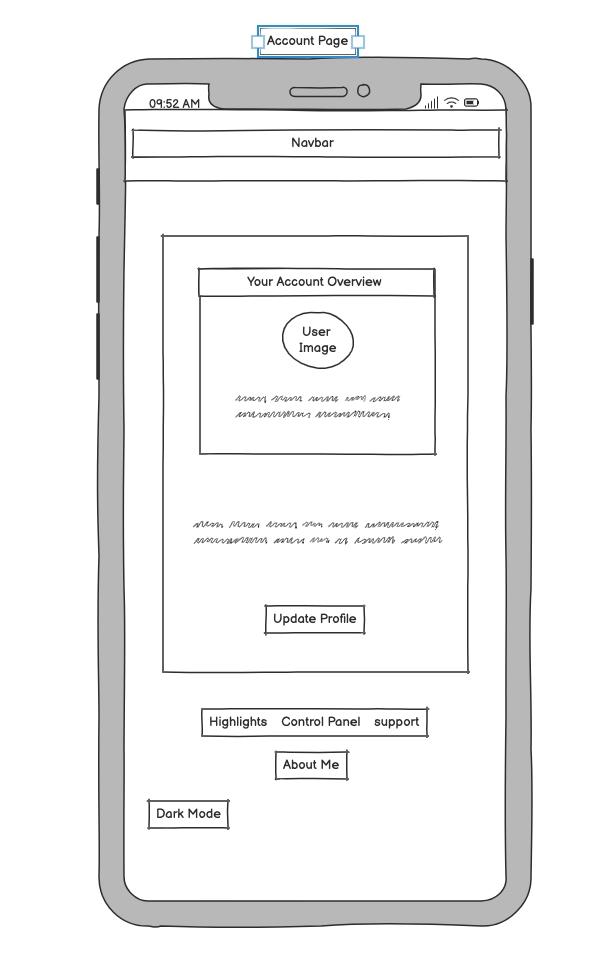 Account Page
09:52 AM
Navbar
Your Account Overview
User
Image
Update Profile
Highlights Control Panel support
About Me
Dark Mode